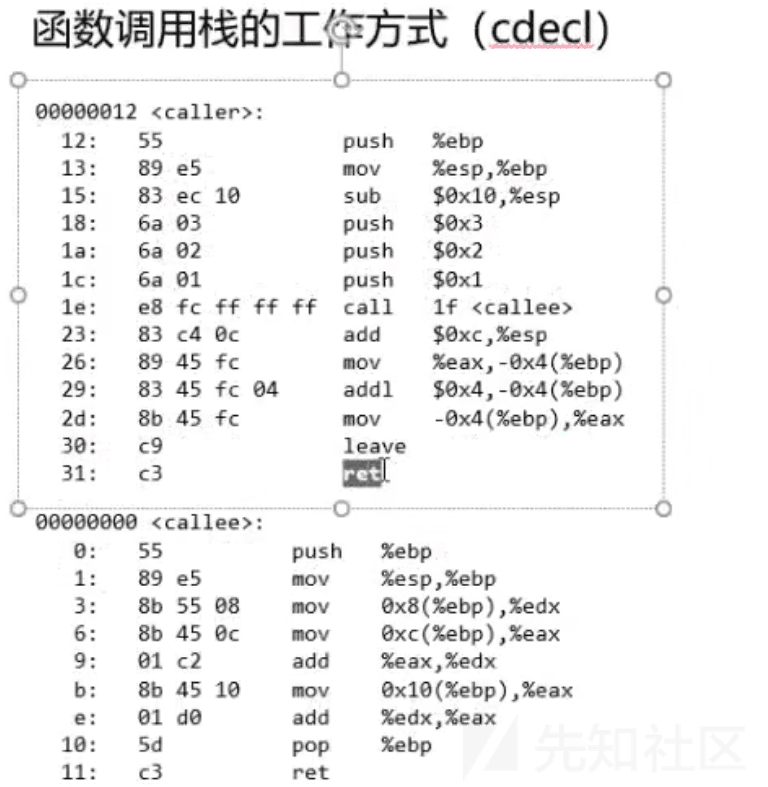 函数调用栈的工作方式（cdecl）
00000012 <caller>:
12: 55 push %ebp
13: 89 e5 mov %esp,%ebp
15: 83 ec 10 sub $0x10,%esp
18: 6a 03 push $0x3
1a: 6a 02 push $0x2
1c: 6a 01 push $0x1
1e: e8 fc ff ff ff call 1f <callee>
23: 83 c4 0c add $0xc,%esp
26: 89 45 fc mov %eax,-0x4(%ebp)
29: 83 45 fc 04 addl $0x4,-0x4(%ebp)
2d: 8b 45 fc mov -0x4(%ebp),%eax
30: c9 leave
31: c3 ret
00000000 <callee>:
0: 55 push %ebp
1: 89 e5 mov %esp,%ebp
3: 8b 55 08 mov 0x8(%ebp),%edx
6: 8b 45 0c mov 0xc(%ebp),%eax
9: 01 c2 add %eax,%edx
b: 8b 45 10 mov 0x10(%ebp),%eax
e: 01 d0 add %edx,%eax
10: 5d pop %ebp
11: c3 ret
先知社区